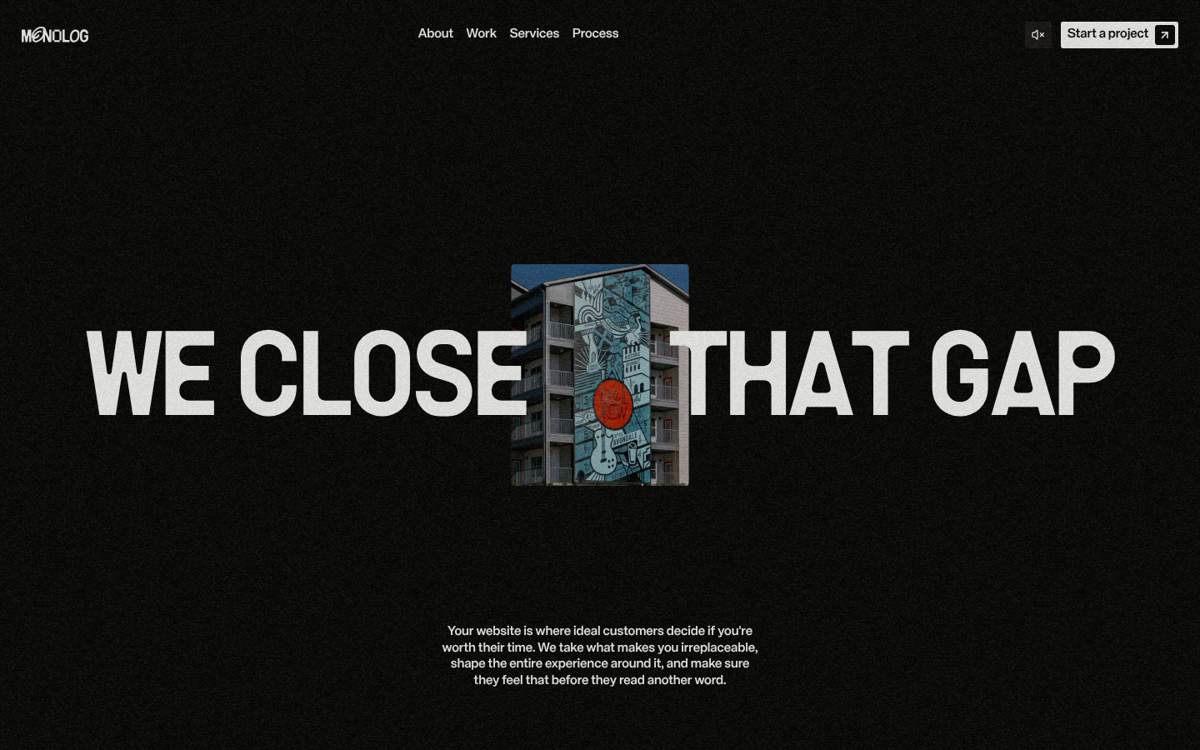 MONOLOG
About Work Services Process
Start a project
WE CLOSE THAT GAP
Your website is where ideal customers decide if you're
worth their time. We take what makes you irreplaceable,
shape the entire experience around it, and make sure
they feel that before they read another word.